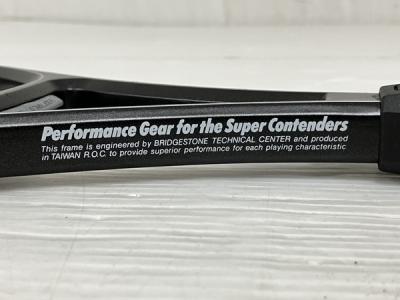 Performance Gear for the Super Contenders
This frame is engineered by BRIDGESTONE TECHNICAL CENTER and produced
in TAIWAN R.O.C. to provide superior performance for each playing characteristic